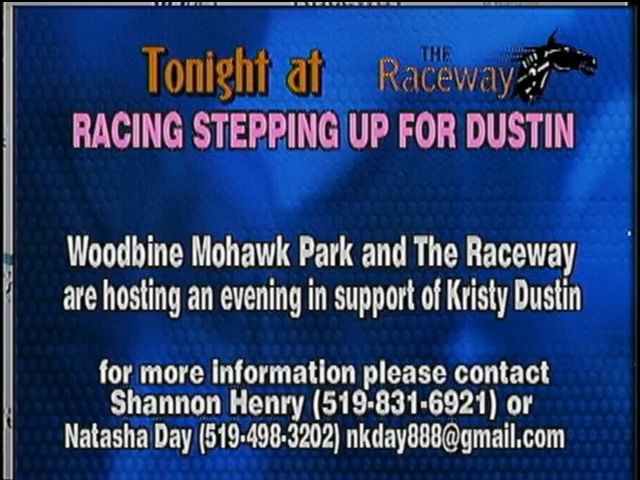 Tonight at THE Raceway
RACING STEPPING UP FOR DUSTIN
Woodbine Mohawk Park and The Raceway
are hosting an evening in support of Kristy Dustin
for more information please contact
Shannon Henry (519-831-6921) or
Natasha Day (519-498-3202) nkday888@gmail.com